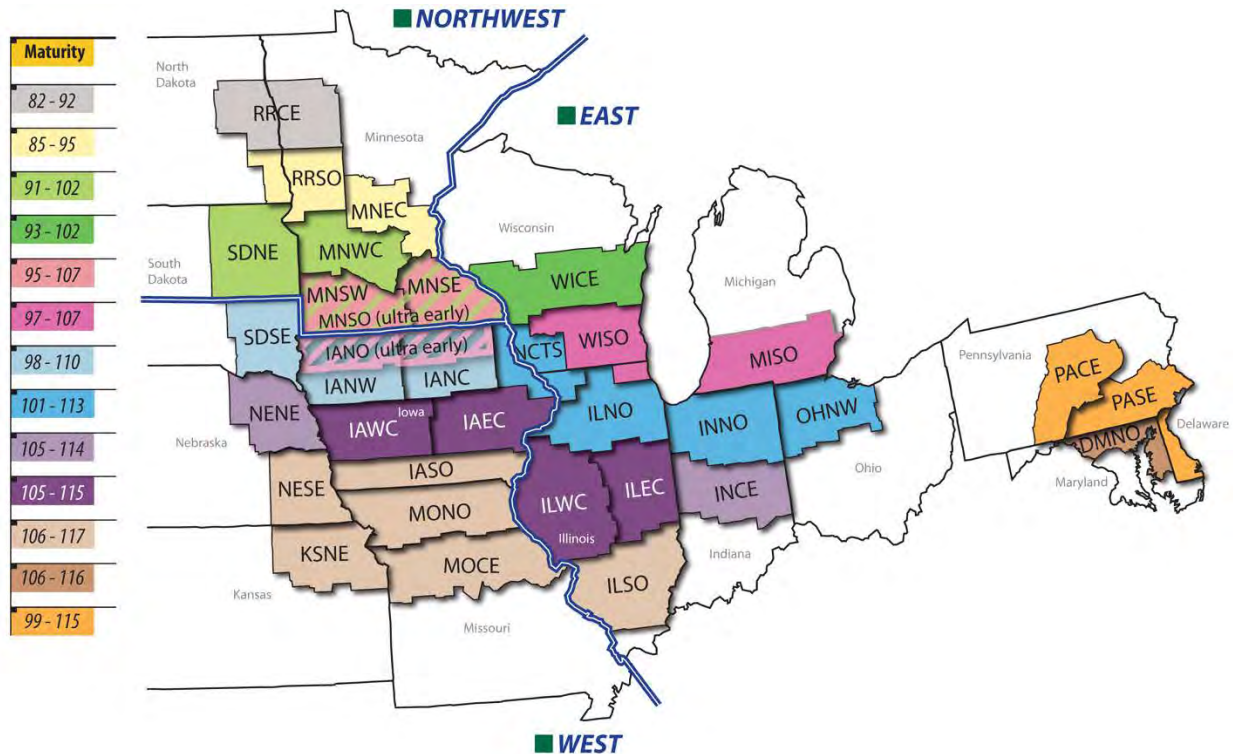 NORTHWEST
EAST
WEST
Maturity
82 - 92
85 - 95
91 - 102
93 - 102
95 - 107
97 - 107
98 - 110
101 - 113
105 - 114
105 - 115
106 - 117
106 - 116
99 - 115
North
Dakota
Minnesota
RRCE
RRSO
MNEC
SDNE
MNWC
South
Dakota
Wisconsin
Michigan
MNSW
MNSE
MNSO (ultra early)
WICE
SDSE
IANO (ultra early)
NCTS
WISO
MISO
Pennsylvania
PACE
PASE
IANW
IANC
NENE
Iowa
IAWC
IAEC
ILNO
INNO
OHNW
Nebraska
Ohio
DMNO
Delaware
Maryland
IASO
NESE
MONO
ILWC
ILEC
INCE
Illinois
Indiana
KSNE
MOCE
ILSO
Kansas
Missouri